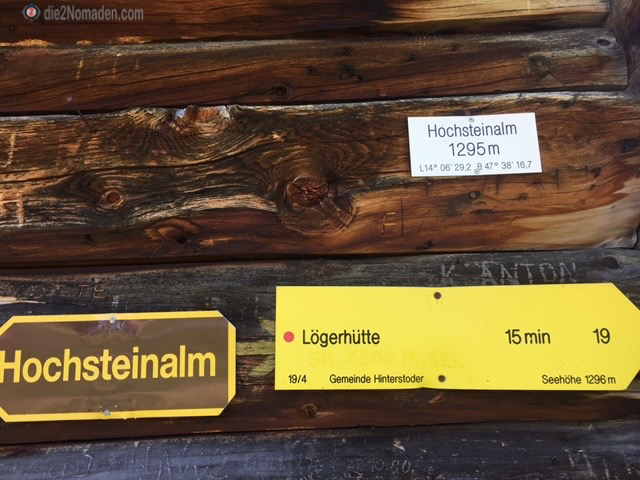 die2Nomaden.com
Hochsteinalm
1295m
L14° 06' 29,2 B 47° 38' 16,7
K. ANTON
Lögerhütte 15 min 19
19/4 Gemeinde Hinterstoder Seehöhe 1296 m
Hochsteinalm